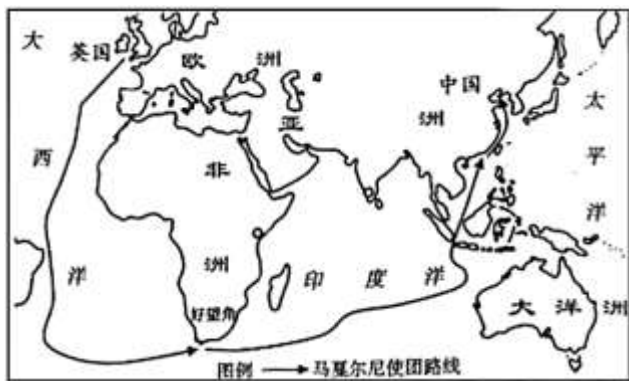 大西洋
英国
欧洲
亚洲
中国
太平洋
非洲
好望角
印度洋
大洋洲
图例 马戛尔尼使团路线